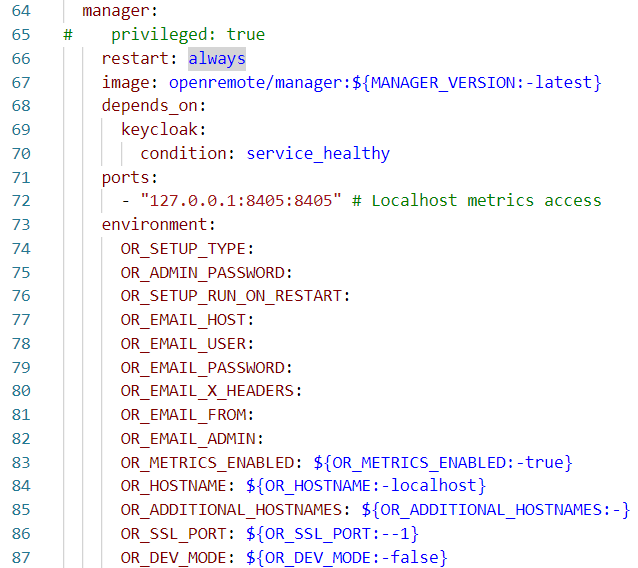 64 manager:
65 # privileged: true
66 restart: always
67 image: openremote/manager:${MANAGER_VERSION:-latest}
68 depends_on:
69 keycloak:
70 condition: service_healthy
71 ports:
72 - "127.0.0.1:8405:8405" # Localhost metrics access
73 environment:
74 OR_SETUP_TYPE:
75 OR_ADMIN_PASSWORD:
76 OR_SETUP_RUN_ON_RESTART:
77 OR_EMAIL_HOST:
78 OR_EMAIL_USER:
79 OR_EMAIL_PASSWORD:
80 OR_EMAIL_X_HEADERS:
81 OR_EMAIL_FROM:
82 OR_EMAIL_ADMIN:
83 OR_METRICS_ENABLED: ${OR_METRICS_ENABLED:-true}
84 OR_HOSTNAME: ${OR_HOSTNAME:-localhost}
85 OR_ADDITIONAL_HOSTNAMES: ${OR_ADDITIONAL_HOSTNAMES:-}
86 OR_SSL_PORT: ${OR_SSL_PORT:--1}
87 OR_DEV_MODE: ${OR_DEV_MODE:-false}